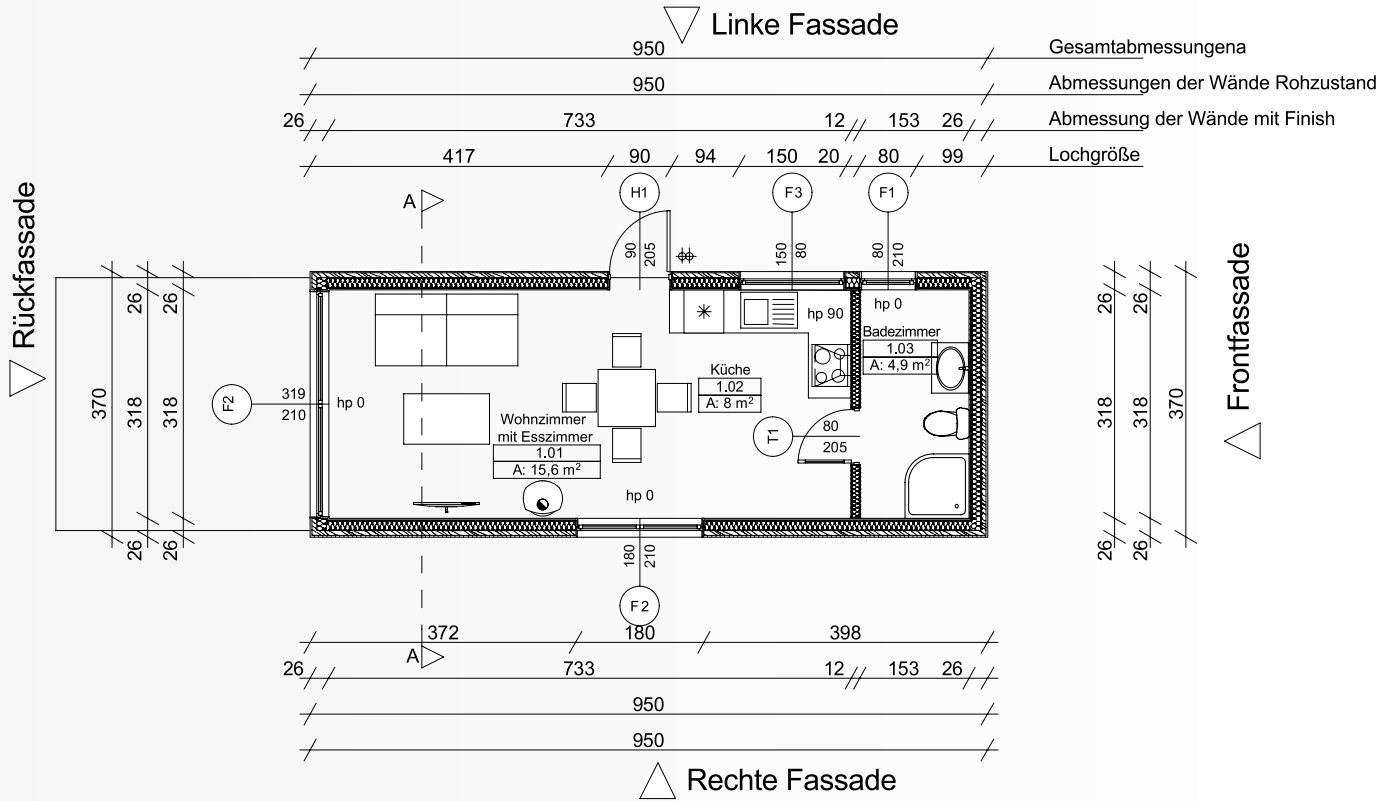 Linke Fassade
950 Gesamtabmessungena
950 Abmessungen der Wände Rohzustand
26 733 12 153 26 Abmessung der Wände mit Finish
417 90 94 150 20 80 99 Lochgröße
A H1 F3 F1
90 205 150 80 80 210
Rückfassade
370
26 318 26
26 318 26
F2
319
210
hp 0
Wohnzimmer
mit Esszimmer
1.01
A: 15,6 m²
Küche
1.02
A: 8 m²
hp 90
hp 0
Badezimmer
1.03
A: 4,9 m²
T1
80
205
hp 0
180 210
F2
26 318 26
26 318 26
370
Frontfassade
372 180 398
A
26 733 12 153 26
950
950
Rechte Fassade